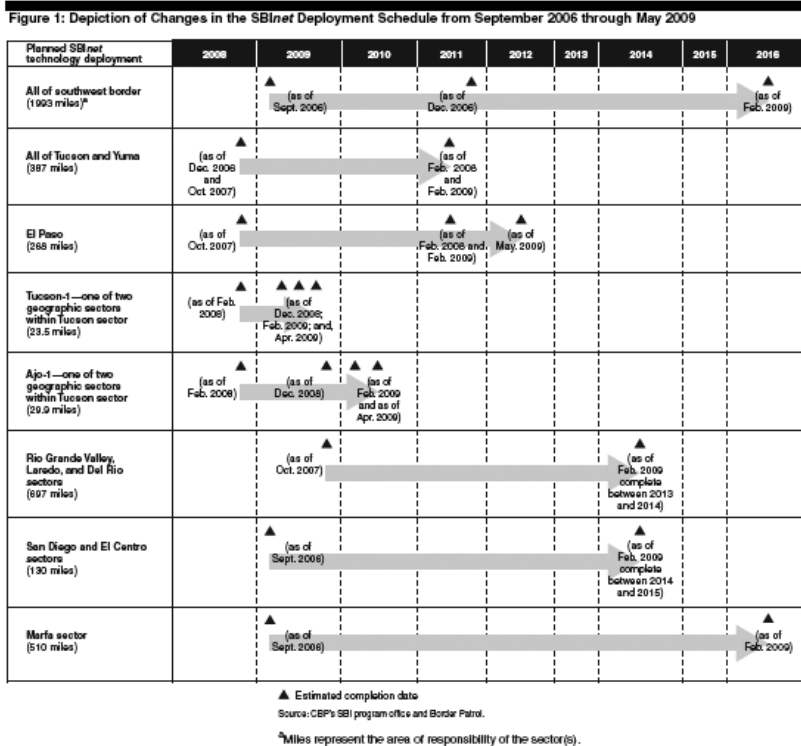 Figure 1: Depiction of Changes in the SBInet Deployment Schedule from September 2006 through May 2009
Planned SBInet
technology deployment
2008 2009 2010 2011 2012 2013 2014 2015 2016
All of southwest border
(1993 miles)a
(as of
Sept. 2006)
(as of
Dec. 2006)
(as of
Feb. 2009)
All of Tucson and Yuma
(387 miles)
(as of
Dec. 2006
and
Oct. 2007)
(as of
Feb. 2008
and
Feb. 2009)
El Paso
(268 miles)
(as of
Oct. 2007)
(as of
Feb. 2008 and
Feb. 2009)
(as of
May. 2009)
Tucson-1—one of two
geographic sectors
within Tucson sector
(23.5 miles)
(as of Feb.
2008)
(as of
Dec. 2008;
Feb. 2009; and,
Apr. 2009)
Ajo-1—one of two
geographic sectors
within Tucson sector
(29.9 miles)
(as of
Feb. 2008)
(as of
Dec. 2008)
(as of
Feb. 2009
and as of
Apr. 2009)
Rio Grande Valley,
Laredo, and Del Rio
sectors
(697 miles)
(as of
Oct. 2007)
(as of
Feb. 2009
complete
between 2013
and 2014)
San Diego and El Centro
sectors
(130 miles)
(as of
Sept. 2006)
(as of
Feb. 2009
complete
between 2014
and 2015)
Marfa sector
(510 miles)
(as of
Sept. 2006)
(as of
Feb. 2009)
▲ Estimated completion date
Source: CBP's SBI program office and Border Patrol.
aMiles represent the area of responsibility of the sector(s).